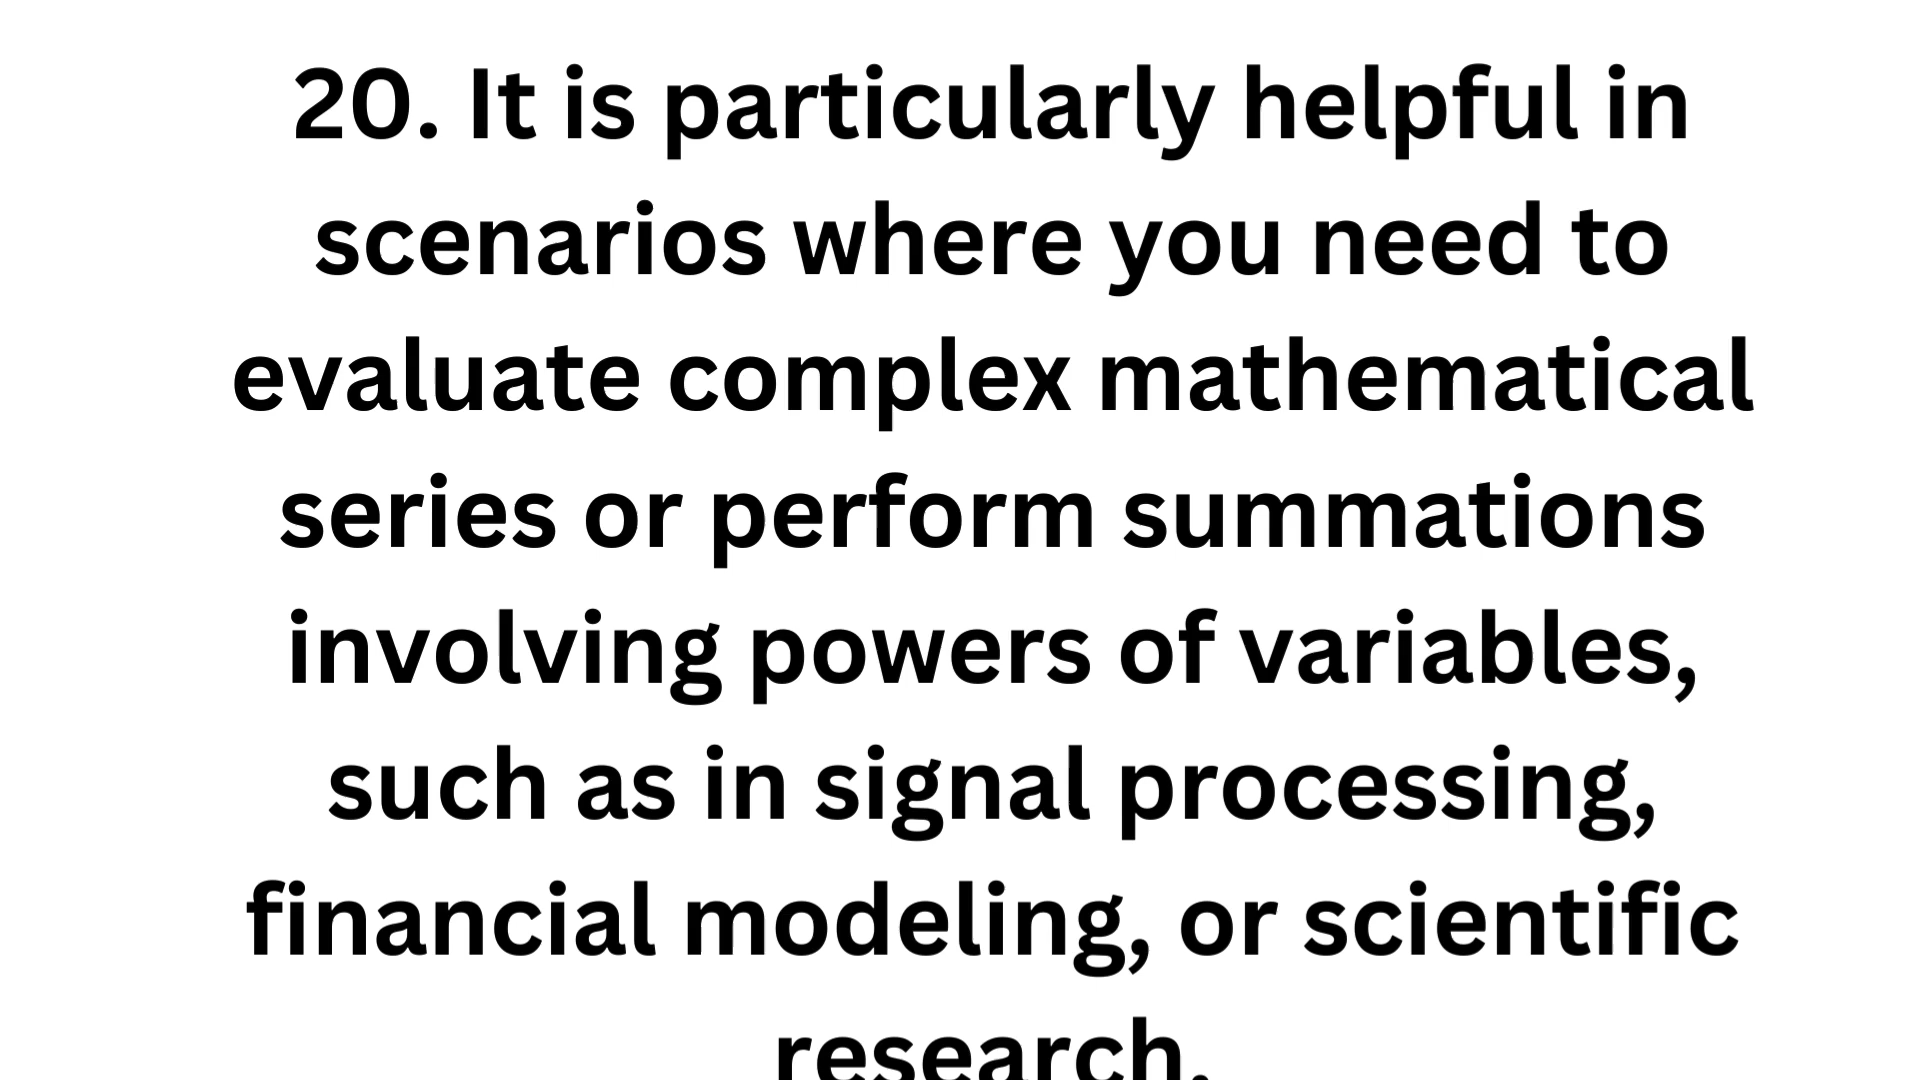 20. It is particularly helpful in
scenarios where you need to
evaluate complex mathematical
series or perform summations
involving powers of variables,
such as in signal processing,
financial modeling, or scientific
research.